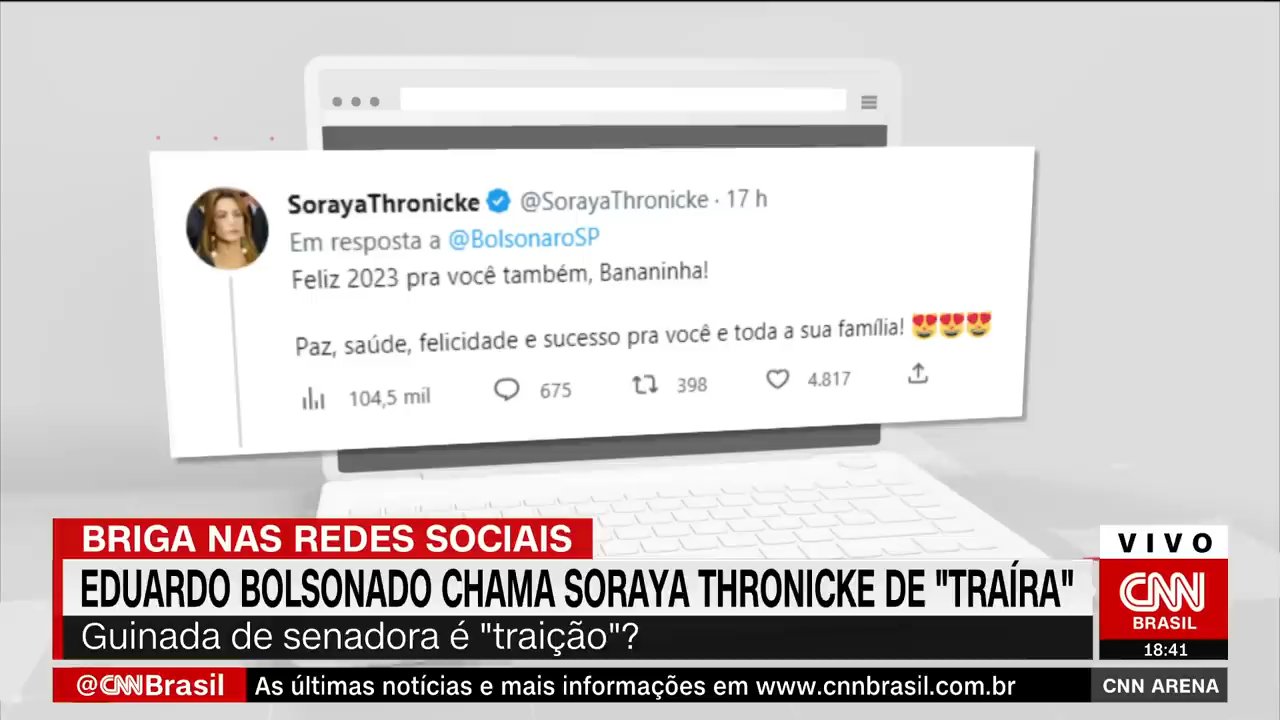 SorayaThronicke @SorayaThronicke · 17 h
Em resposta a @BolsonaroSP
Feliz 2023 pra você também, Bananinha!
Paz, saúde, felicidade e sucesso pra você e toda a sua família! 😻😻😻
104,5 mil 675 398 4.817
BRIGA NAS REDES SOCIAIS
EDUARDO BOLSONADO CHAMA SORAYA THRONICKE DE "TRAÍRA"
Guinada de senadora é "traição"?
VIVO
CNN
BRASIL
18:41
@CNNBrasil As últimas notícias e mais informações em www.cnnbrasil.com.br
CNN ARENA